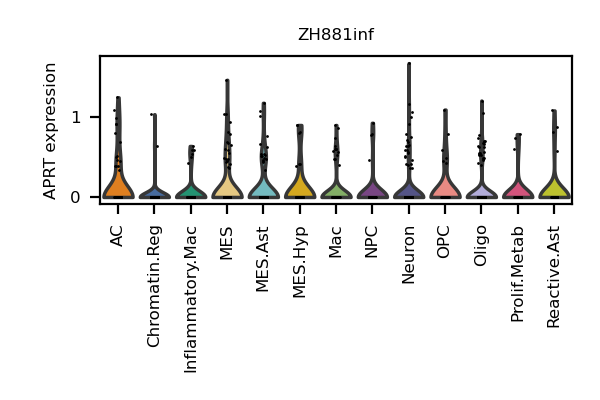 ZH881inf
APRT expression
1
0
AC
Chromatin.Reg
Inflammatory.Mac
MES
MES.Ast
MES.Hyp
Mac
NPC
Neuron
OPC
Oligo
Prolif.Metab
Reactive.Ast